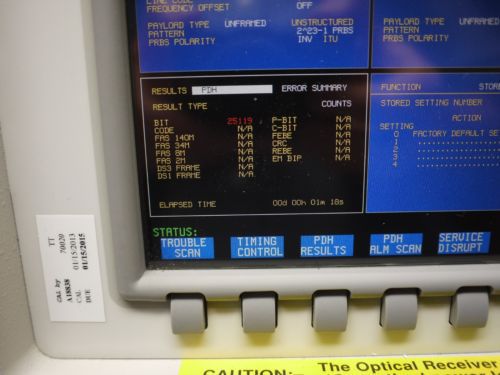 LINE CODE
FREQUENCY OFFSET OFF
PAYLOAD TYPE UNFRAMED UNSTRUCTURED
PATTERN 2^23-1 PRBS
PRBS POLARITY INV ITU
PAYLOAD TYPE UNFRAMED
PATTERN
PRBS POLARITY
RESULTS PDH ERROR SUMMARY
RESULT TYPE COUNTS
BIT 25119 P-BIT N/A
CODE N/A C-BIT N/A
FAS 140M N/A FEBE N/A
FAS 34M N/A CRC N/A
FAS 8M N/A REBE N/A
FAS 2M N/A EM BIP N/A
DS3 FRAME N/A
DS1 FRAME N/A
ELAPSED TIME 00d 00h 01m 18s
FUNCTION STOR
STORED SETTING NUMBER
ACTION
SETTING
0 FACTORY DEFAULT SE
1
2
3
4
STATUS:
TROUBLE SCAN
TIMING CONTROL
PDH RESULTS
PDH ALM SCAN
SERVICE DISRUPT
TT 70029
CAL 01/15/2013
DUE 01/15/2015
CAUTION:- The Optical Receiver